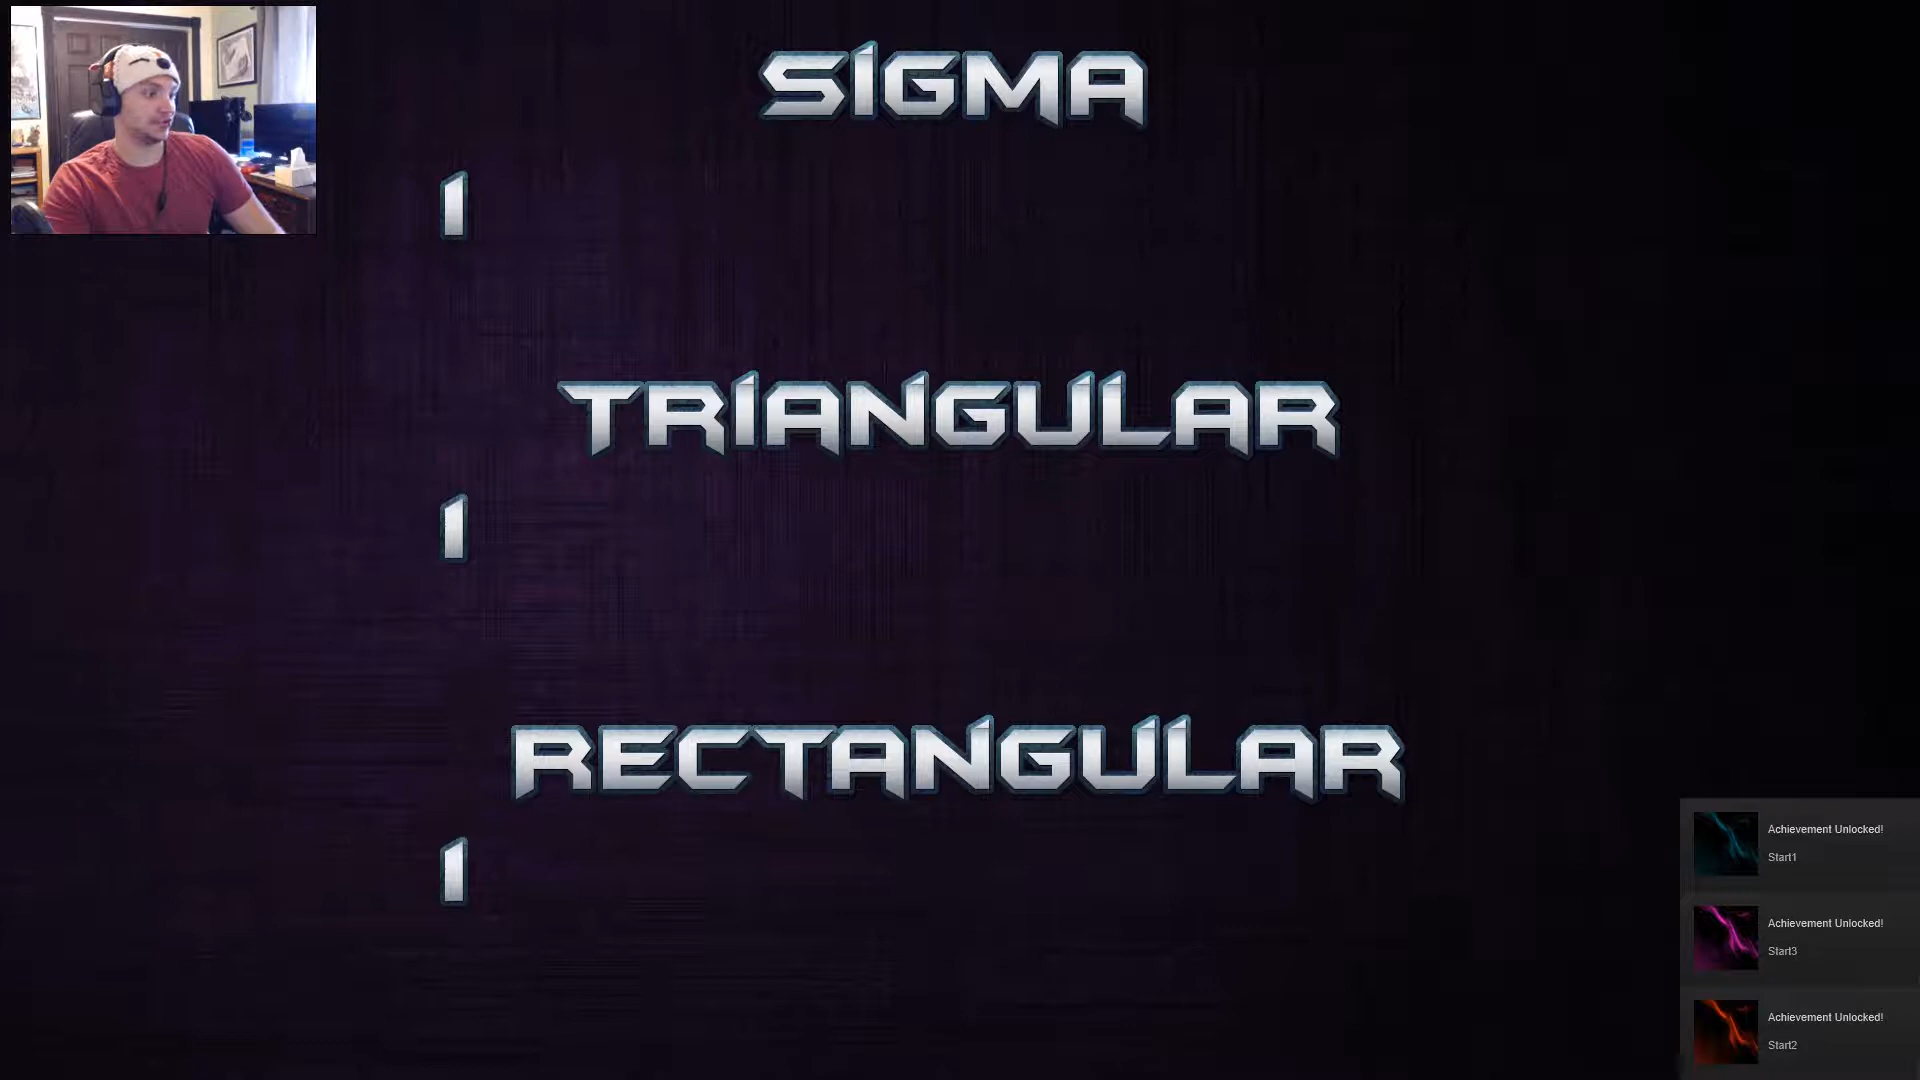 SIGMA
1
TRIANGULAR
1
RECTANGULAR
1
Achievement Unlocked!
Start1
Achievement Unlocked!
Start3
Achievement Unlocked!
Start2